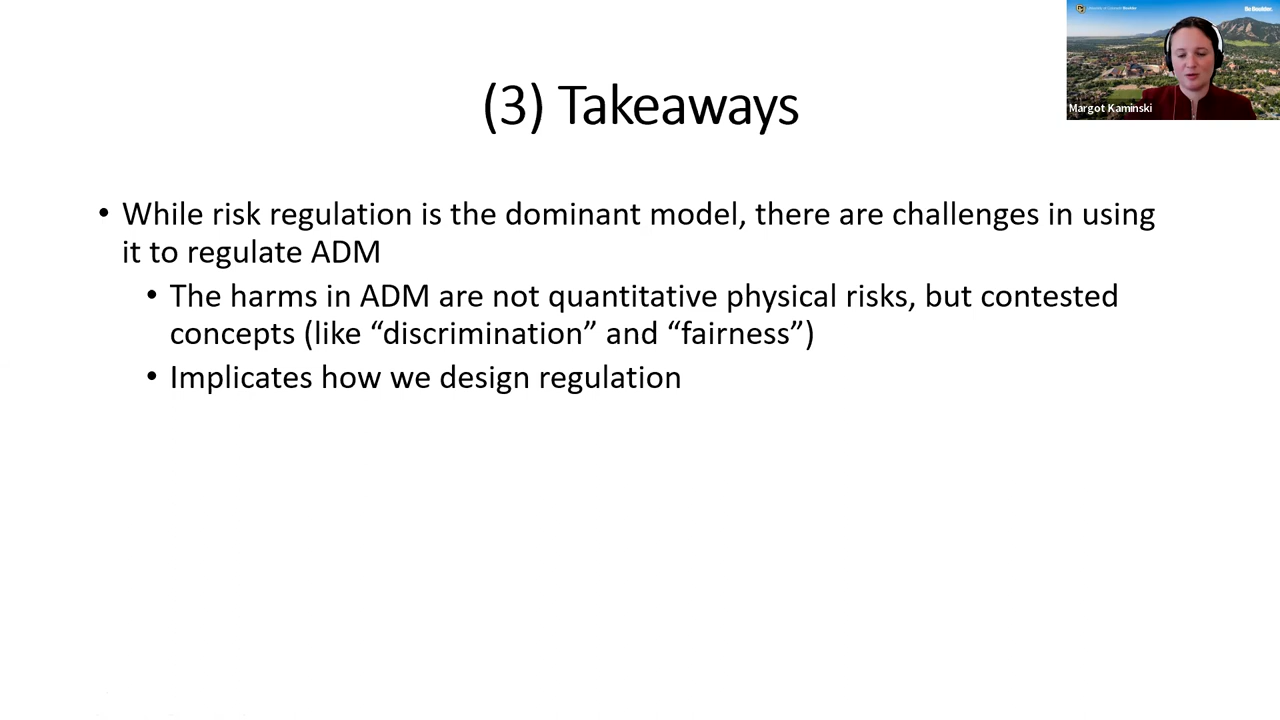 (3) Takeaways
Margot Kaminski
• While risk regulation is the dominant model, there are challenges in using
it to regulate ADM
• The harms in ADM are not quantitative physical risks, but contested
concepts (like “discrimination” and “fairness”)
• Implicates how we design regulation